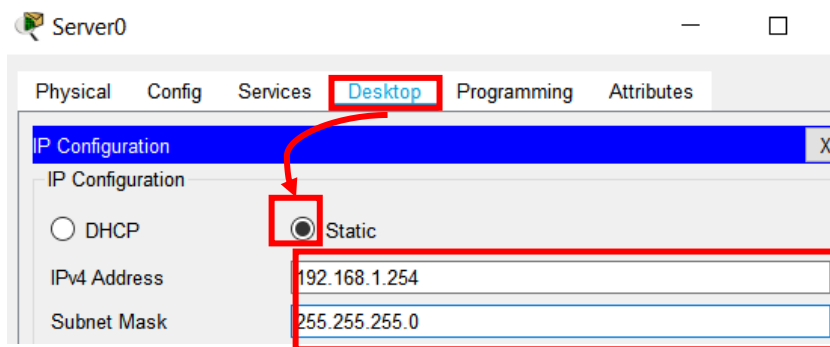 Server0
Physical Config Services Desktop Programming Attributes
IP Configuration X
IP Configuration
DHCP Static
IPv4 Address 192.168.1.254
Subnet Mask 255.255.255.0